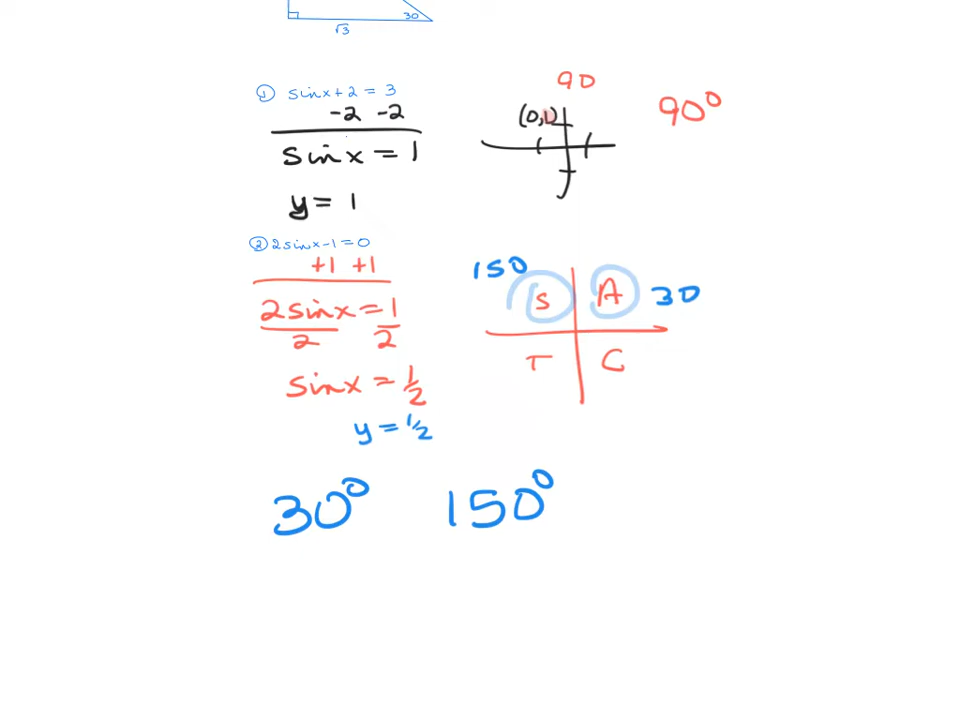 30
√3
① sinx+2 = 3
-2 -2
sinx = 1
y = 1
90
(0,1)
90°
② 2sinx-1=0
+1 +1
2sinx = 1
2 2
sinx = 1/2
y = 1/2
150
S A 30
T C
30° 150°